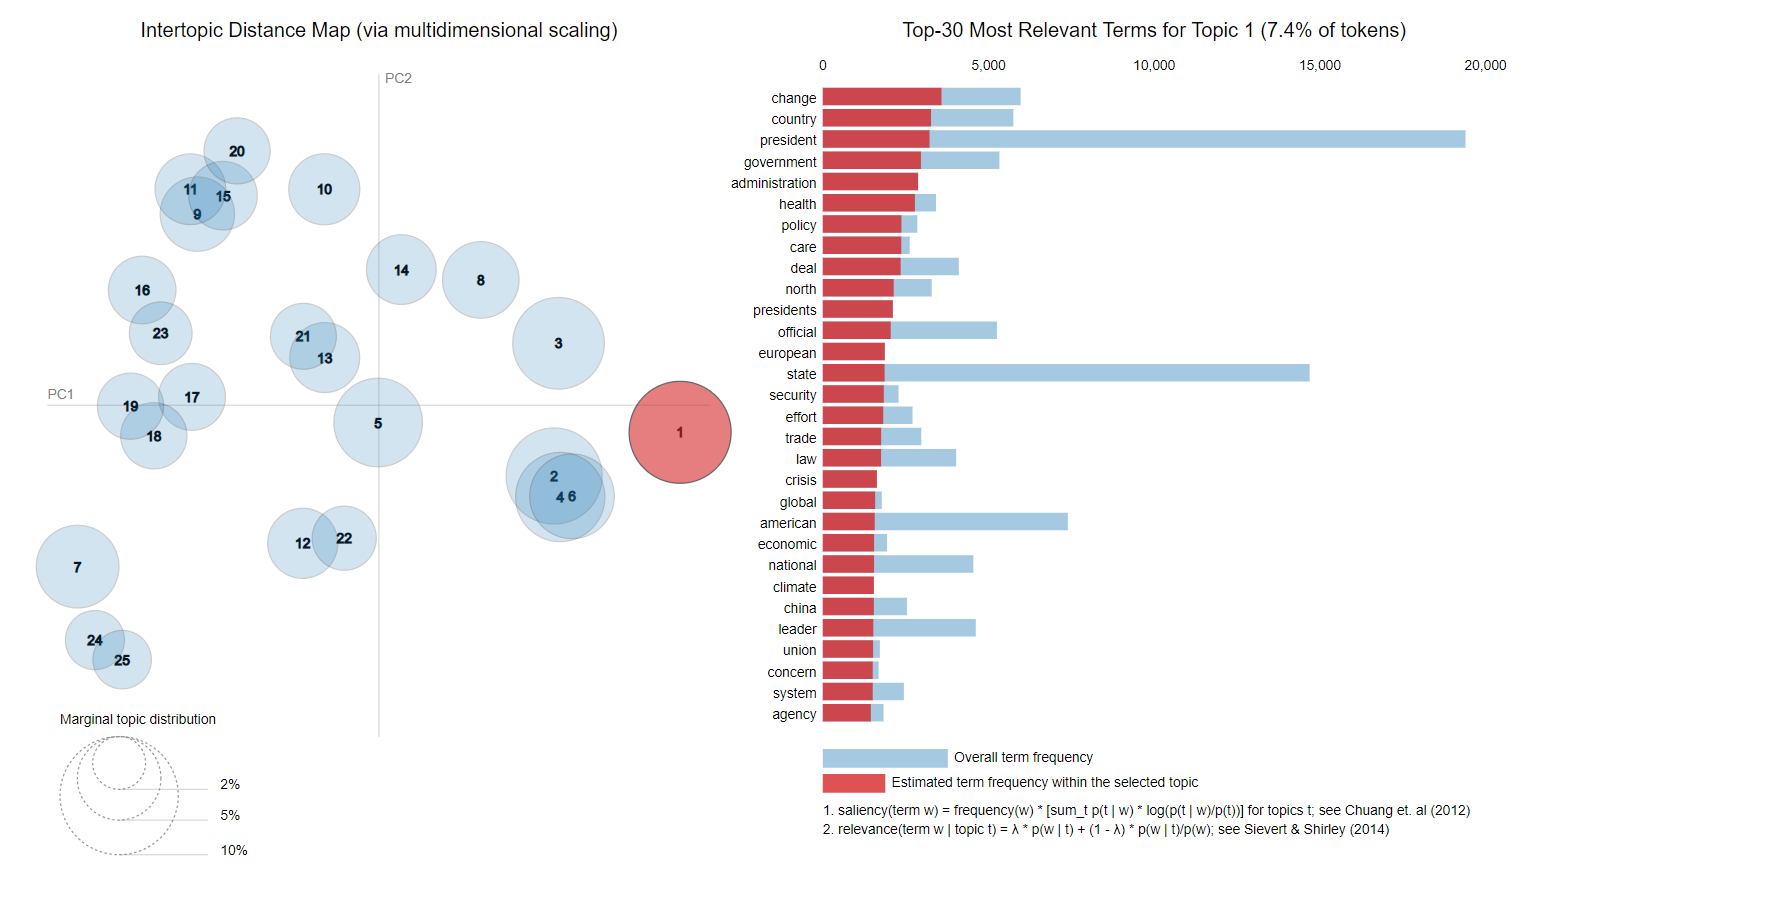 Intertopic Distance Map (via multidimensional scaling)
PC2
PC1
20
11
15
9
10
14
8
16
23
21
13
3
17
19
18
5
1
2
4
6
12
22
7
24
25
Marginal topic distribution
2%
5%
10%
Top-30 Most Relevant Terms for Topic 1 (7.4% of tokens)
0 5,000 10,000 15,000 20,000
change
country
president
government
administration
health
policy
care
deal
north
presidents
official
european
state
security
effort
trade
law
crisis
global
american
economic
national
climate
china
leader
union
concern
system
agency
Overall term frequency
Estimated term frequency within the selected topic
1. saliency(term w) = frequency(w) * [sum_t p(t | w) * log(p(t | w)/p(t))] for topics t; see Chuang et. al (2012)
2. relevance(term w | topic t) = λ * p(w | t) + (1 - λ) * p(w | t)/p(w); see Sievert & Shirley (2014)